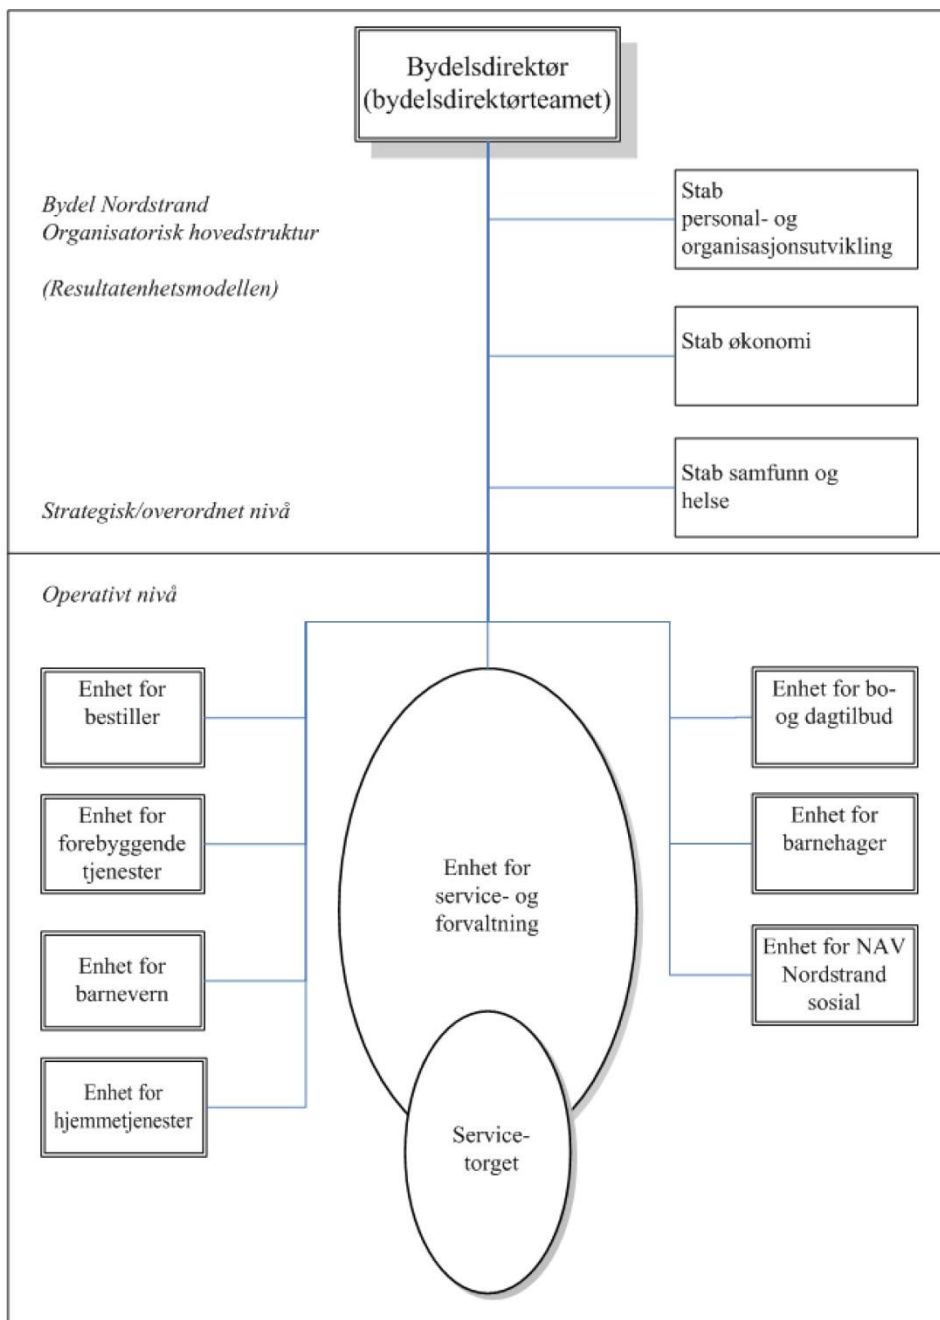 Bydelsdirektør
(bydelsdirektørteamet)
Bydel Nordstrand
Organisatorisk hovedstruktur
(Resultatenhetsmodellen)
Stab
personal- og
organisasjonsutvikling
Stab økonomi
Stab samfunn og
helse
Strategisk/overordnet nivå
Operativt nivå
Enhet for
bestiller
Enhet for
forebyggende
tjenester
Enhet for
barnevern
Enhet for
hjemmetjenester
Enhet for
service- og
forvaltning
Service-
torget
Enhet for bo-
og dagtilbud
Enhet for
barnehager
Enhet for NAV
Nordstrand
sosial